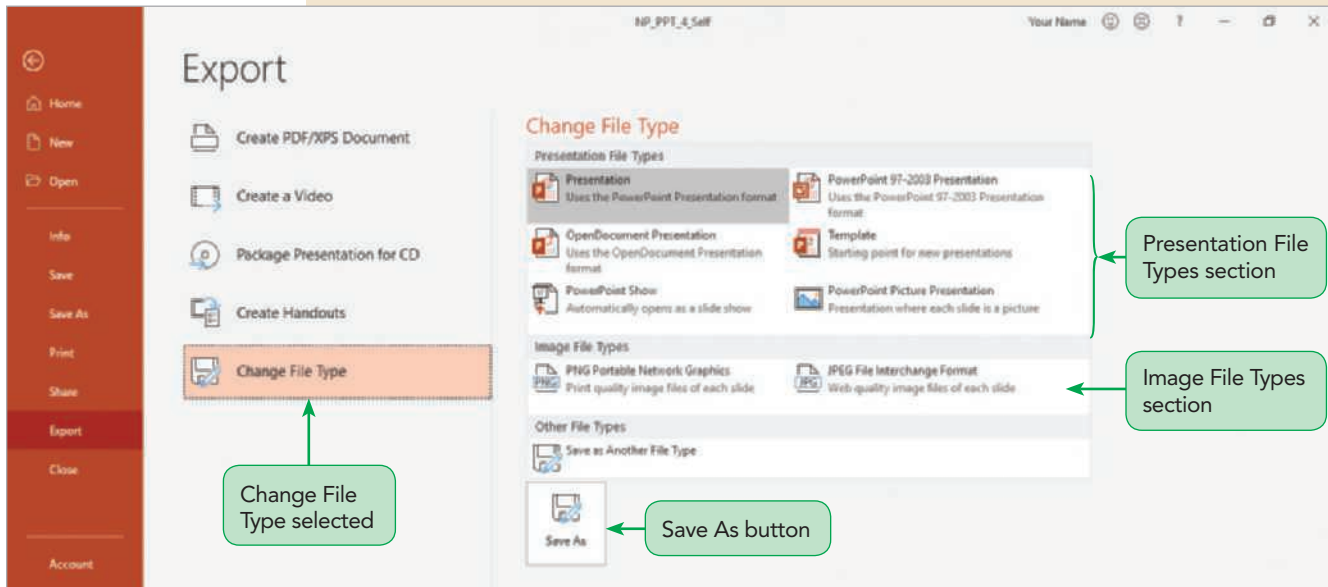 NP_PPT_4_Self
Your Name
?
Export
Home
New
Open
Info
Save
Save As
Print
Share
Export
Close
Account
Create PDF/XPS Document
Create a Video
Package Presentation for CD
Create Handouts
Change File Type
Change File Type
Presentation File Types
Presentation
Uses the PowerPoint Presentation format
PowerPoint 97-2003 Presentation
Uses the PowerPoint 97-2003 Presentation
format
OpenDocument Presentation
Uses the OpenDocument Presentation
format
Template
Starting point for new presentations
PowerPoint Show
Automatically opens as a slide show
PowerPoint Picture Presentation
Presentation where each slide is a picture
Image File Types
PNG
PNG Portable Network Graphics
Print quality image files of each slide
JPG
JPEG File Interchange Format
Web quality image files of each slide
Other File Types
Save as Another File Type
Save As
Presentation File
Types section
Image File Types
section
Change File
Type selected
Save As button